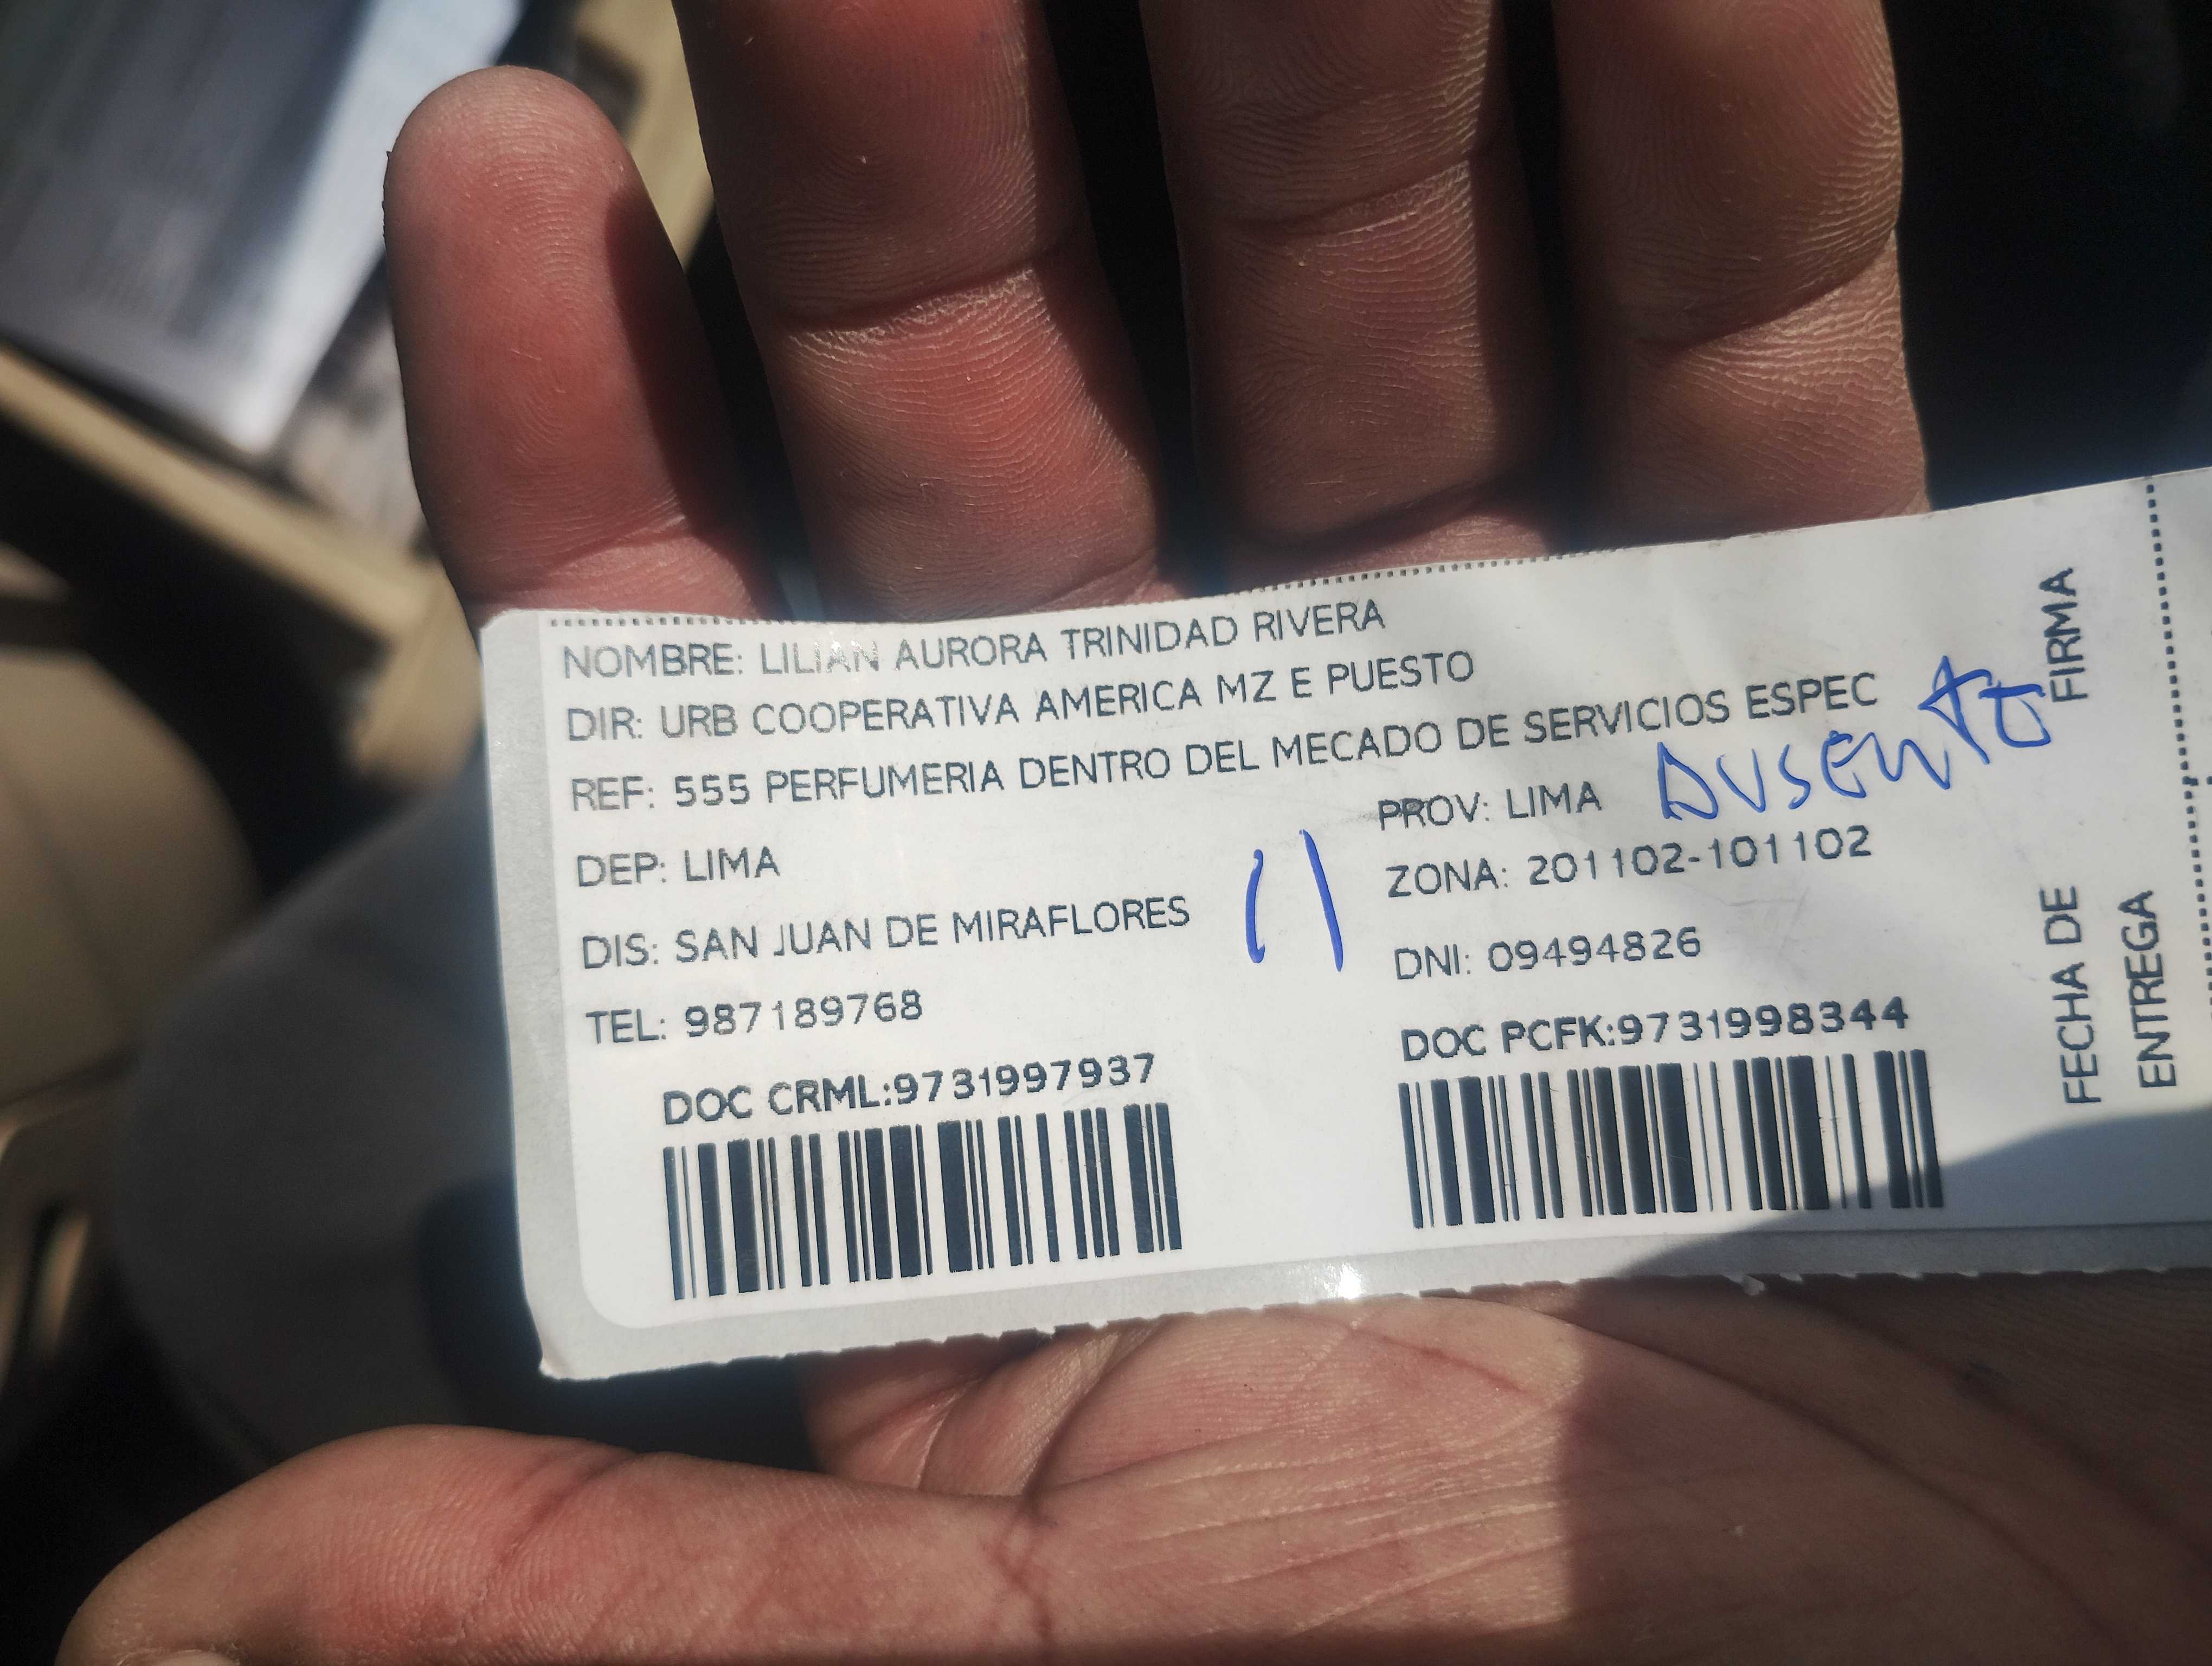 NOMBRE: LILIAN AURORA TRINIDAD RIVERA
DIR: URB COOPERATIVA AMERICA MZ E PUESTO
REF: 555 PERFUMERIA DENTRO DEL MECADO DE SERVICIOS ESPEC
DEP: LIMA
PROV: LIMA
Ausente
DIS: SAN JUAN DE MIRAFLORES
ZONA: 201102-101102
TEL: 987189768
DNI: 09494826
DOC CRML:9731997937
DOC PCFK:9731998344
FIRMA
FECHA DE
ENTREGA